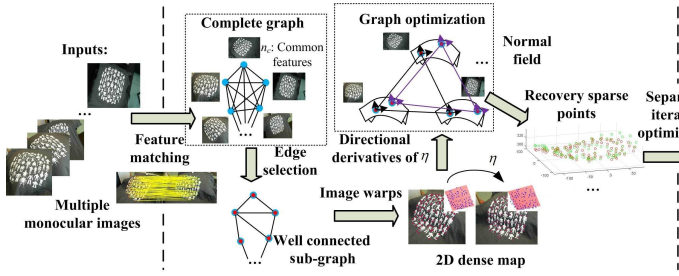 Inputs:
...
Multiple
monocular images
Feature
matching
Complete graph
n_c: Common
features
...
Edge
selection
Well connected
sub-graph
...
Image warps
2D dense map
η
Directional
derivatives of η
Graph optimization
...
Normal
field
Recovery sparse
points
...
Separ
itera
optimiz